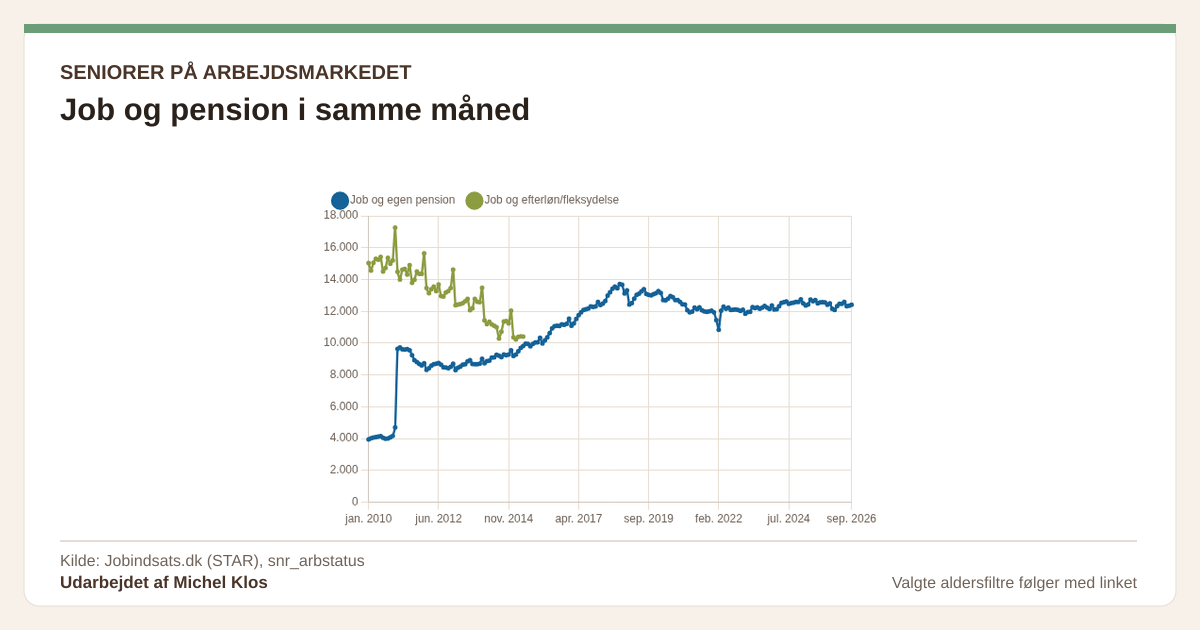 SENIORER PÅ ARBEJDSMARKEDET
Job og pension i samme måned
Job og egen pension
Job og efterløn/fleksydelse
18.000
16.000
14.000
12.000
10.000
8.000
6.000
4.000
2.000
0
jan. 2010
jun. 2012
nov. 2014
apr. 2017
sep. 2019
feb. 2022
jul. 2024
sep. 2026
Kilde: Jobindsats.dk (STAR), snr_arbstatus
Udarbejdet af Michel Klos
Valgte aldersfiltre følger med linket